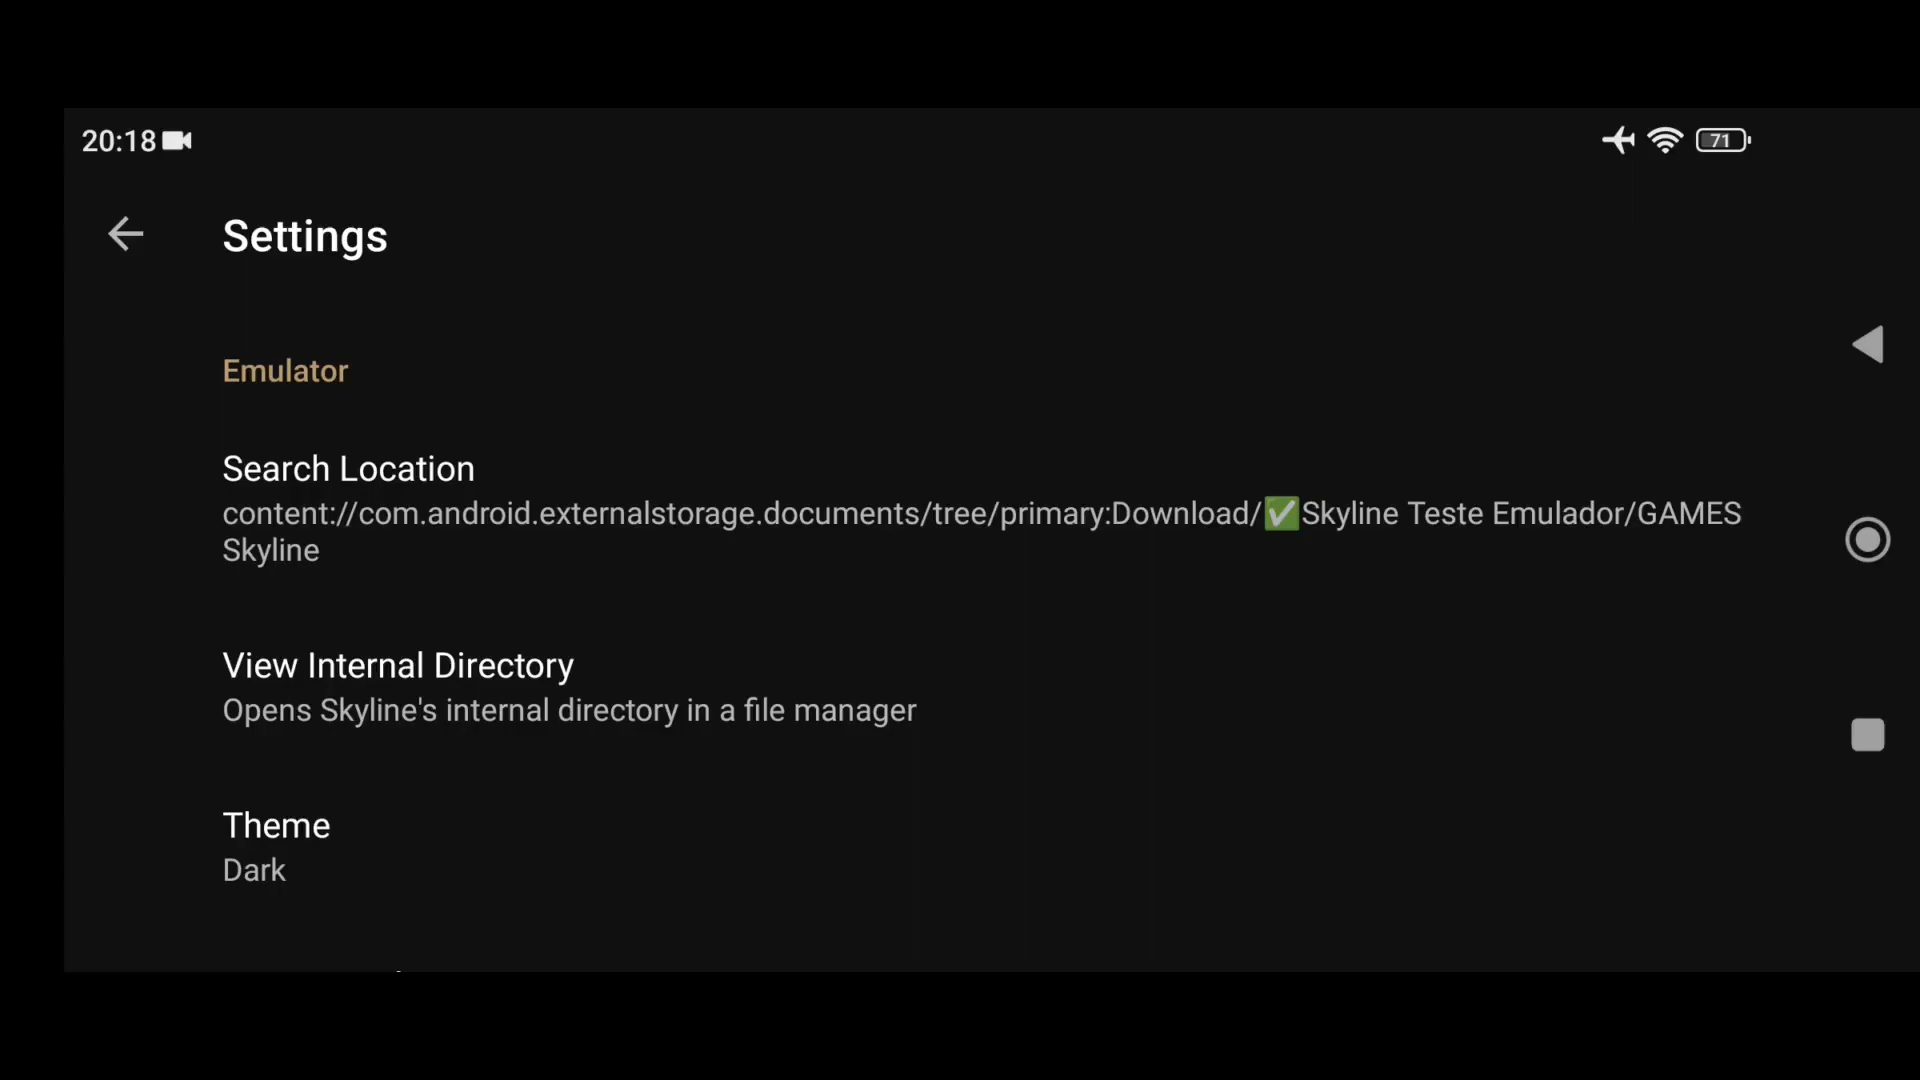 20:18
71
Settings
Emulator
Search Location
content://com.android.externalstorage.documents/tree/primary:Download/✅Skyline Teste Emulador/GAMES
Skyline
View Internal Directory
Opens Skyline's internal directory in a file manager
Theme
Dark